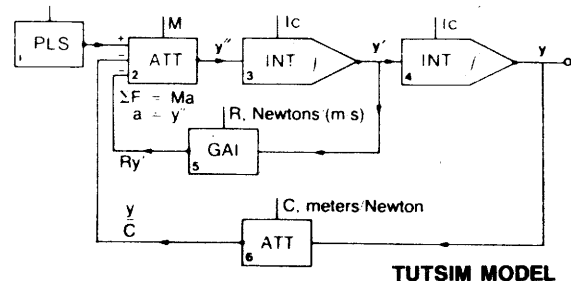 M
Ic
Ic
PLS
1
+
−
−
ATT
2
y″
INT
3
y′
INT
4
y
ΣF = Ma
a = y″
R, Newtons/(m/s)
GAI
5
Ry′
C, meters/Newton
y
C
ATT
6
TUTSIM MODEL